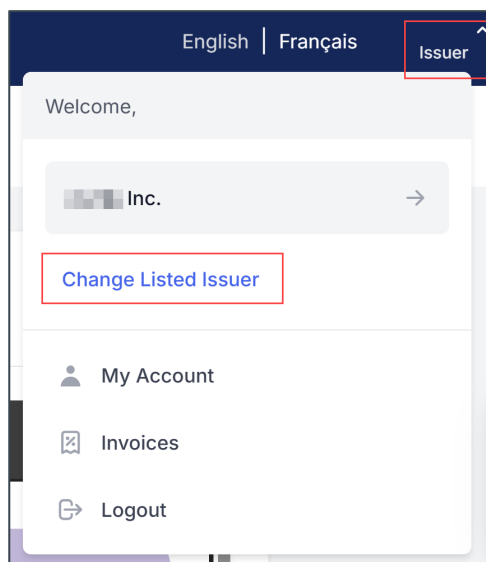 English | Français
Issuer
Welcome,
Inc.
Change Listed Issuer
My Account
Invoices
Logout